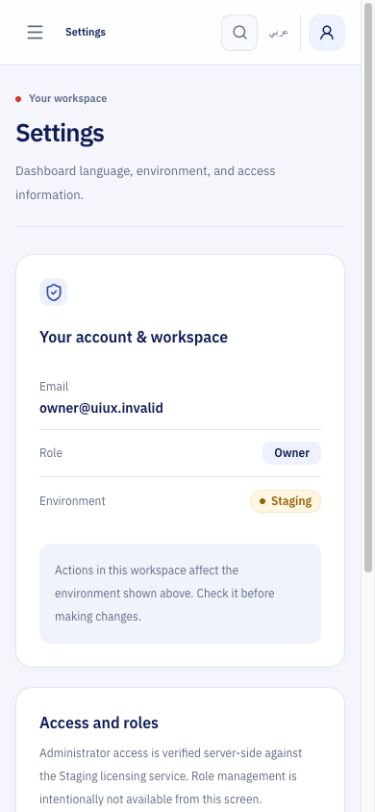 Settings
عربي
Your workspace
Settings
Dashboard language, environment, and access
information.
Your account & workspace
Email
owner@uiux.invalid
Role
Owner
Environment
Staging
Actions in this workspace affect the
environment shown above. Check it before
making changes.
Access and roles
Administrator access is verified server-side against
the Staging licensing service. Role management is
intentionally not available from this screen.